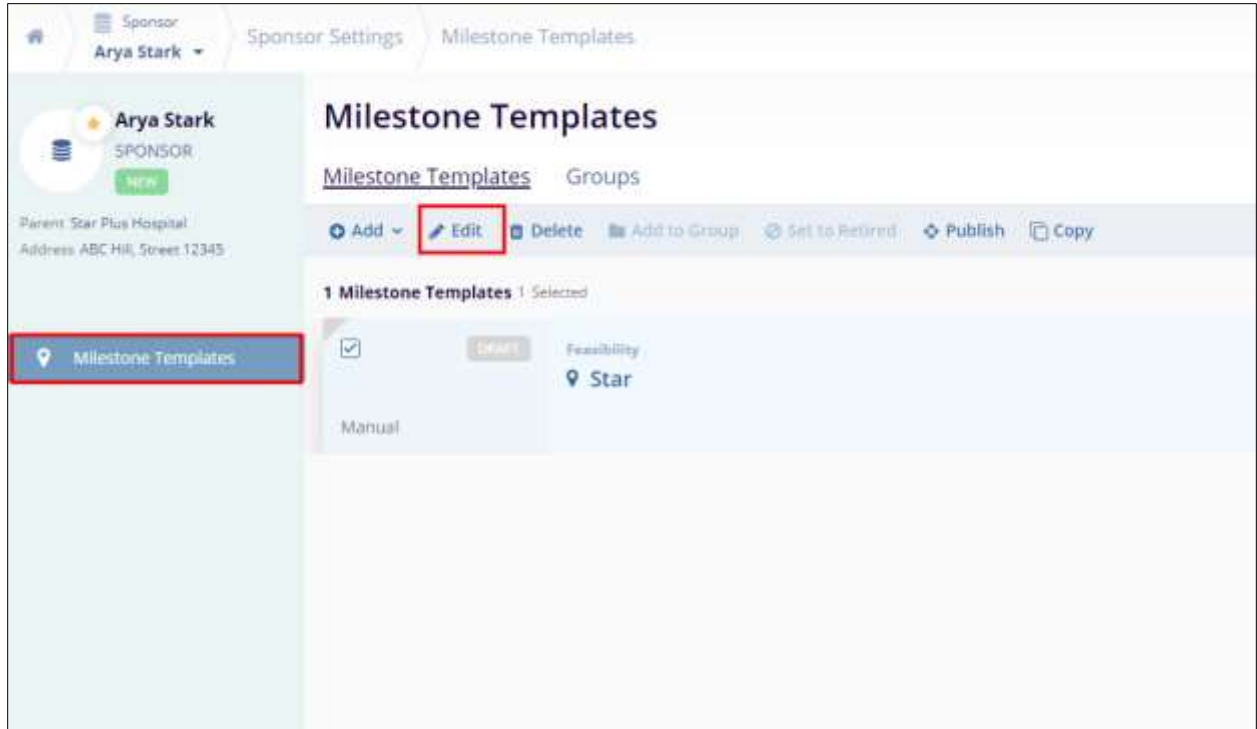 Sponsor
Arya Stark
Sponsor Settings
Milestone Templates
Arya Stark
SPONSOR
NEW
Parent Star Plus Hospital
Address ABC Hill, Street 12345
Milestone Templates
Milestone Templates
Milestone Templates Groups
Add Edit Delete Add to Group Set to Retired Publish Copy
1 Milestone Templates 1 Selected
DRAFT
Feasibility
Star
Manual